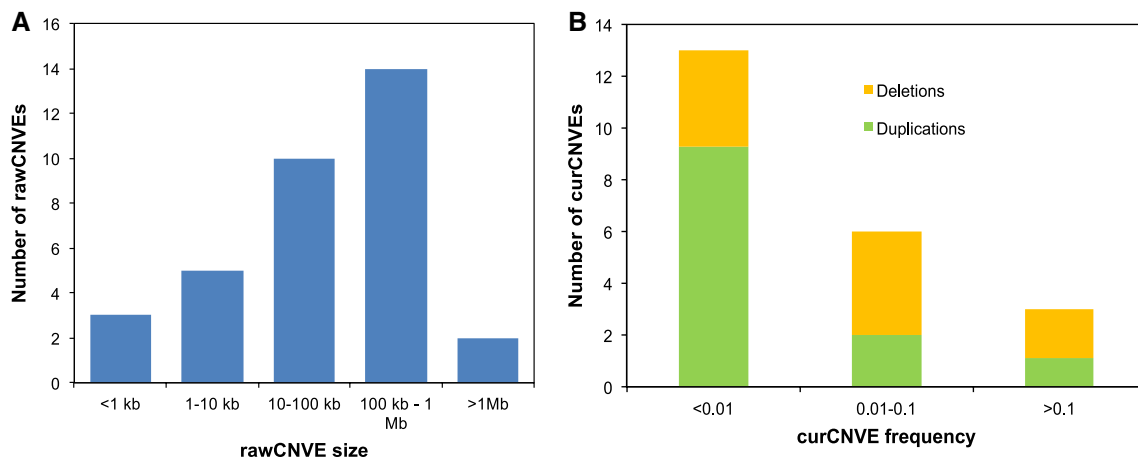 A
Number of rawCNVEs
16
14
12
10
8
6
4
2
0
<1 kb
1-10 kb
10-100 kb
100 kb - 1
Mb
>1Mb
rawCNVE size
B
Number of curCNVEs
14
12
10
8
6
4
2
0
Deletions
Duplications
<0.01
0.01-0.1
>0.1
curCNVE frequency